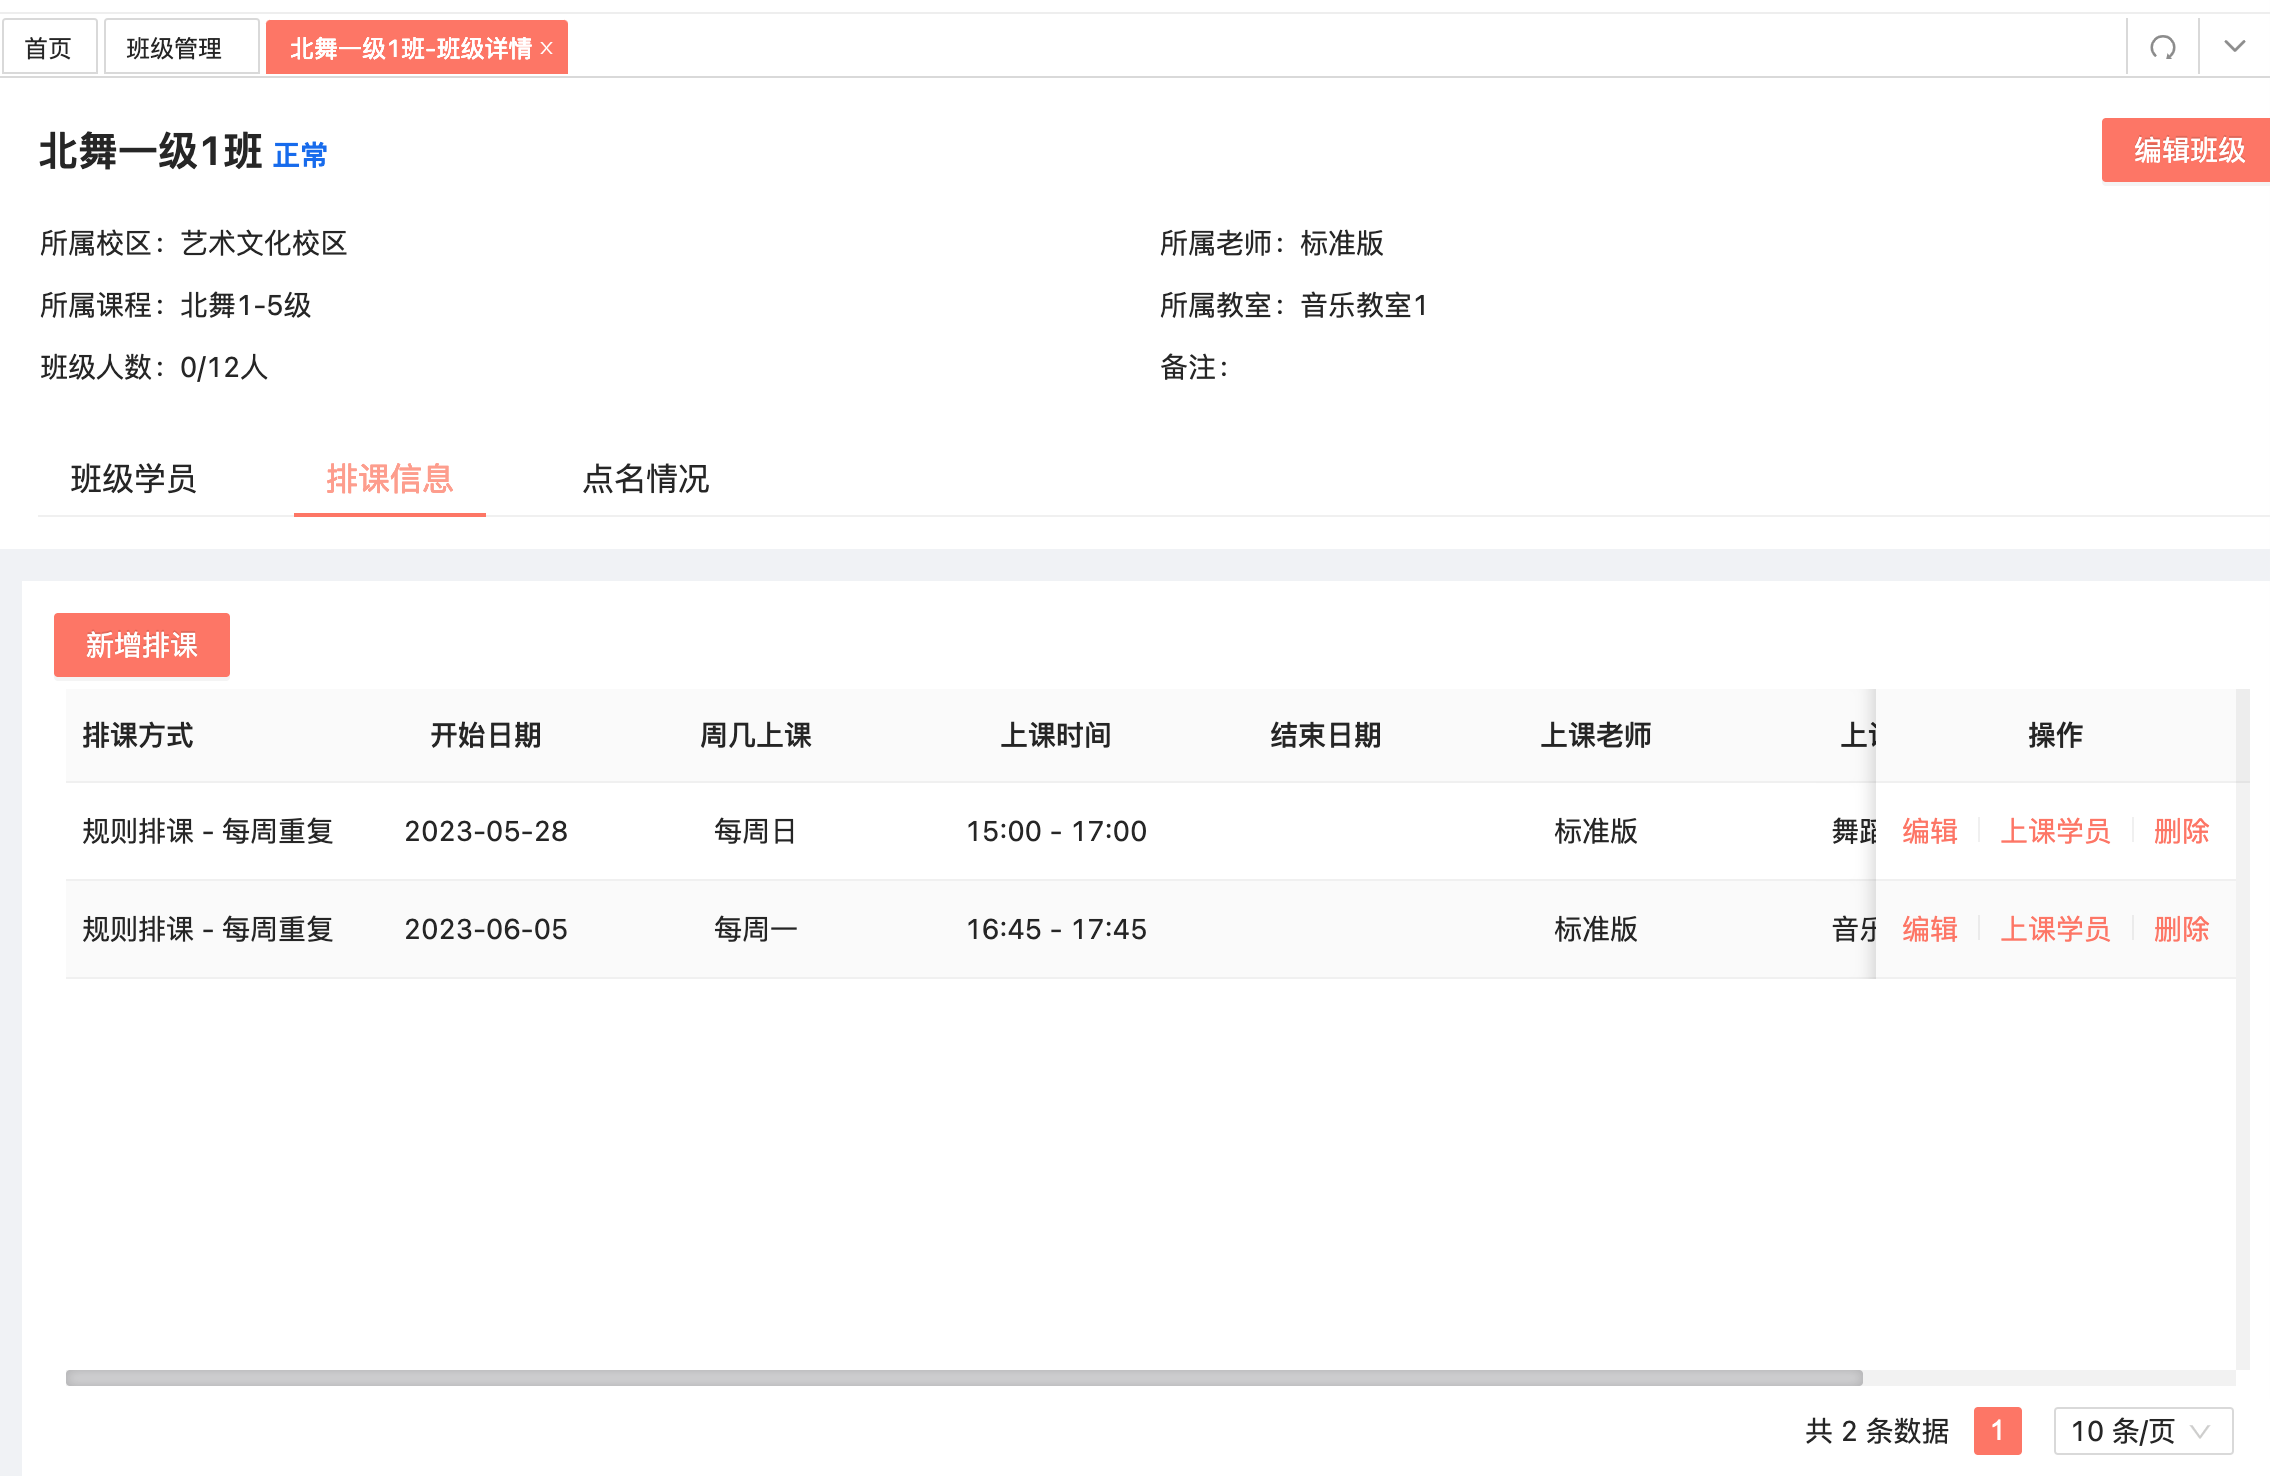 首页 班级管理 北舞一级1班-班级详情 ×
北舞一级1班 正常 编辑班级
所属校区：艺术文化校区 所属老师：标准版
所属课程：北舞1-5级 所属教室：音乐教室1
班级人数：0/12人 备注：
班级学员 排课信息 点名情况
新增排课
排课方式 开始日期 周几上课 上课时间 结束日期 上课老师 上 操作
规则排课 - 每周重复 2023-05-28 每周日 15:00 - 17:00 标准版 舞蹈 编辑 上课学员 删除
规则排课 - 每周重复 2023-06-05 每周一 16:45 - 17:45 标准版 音乐 编辑 上课学员 删除
共 2 条数据 1 10 条/页